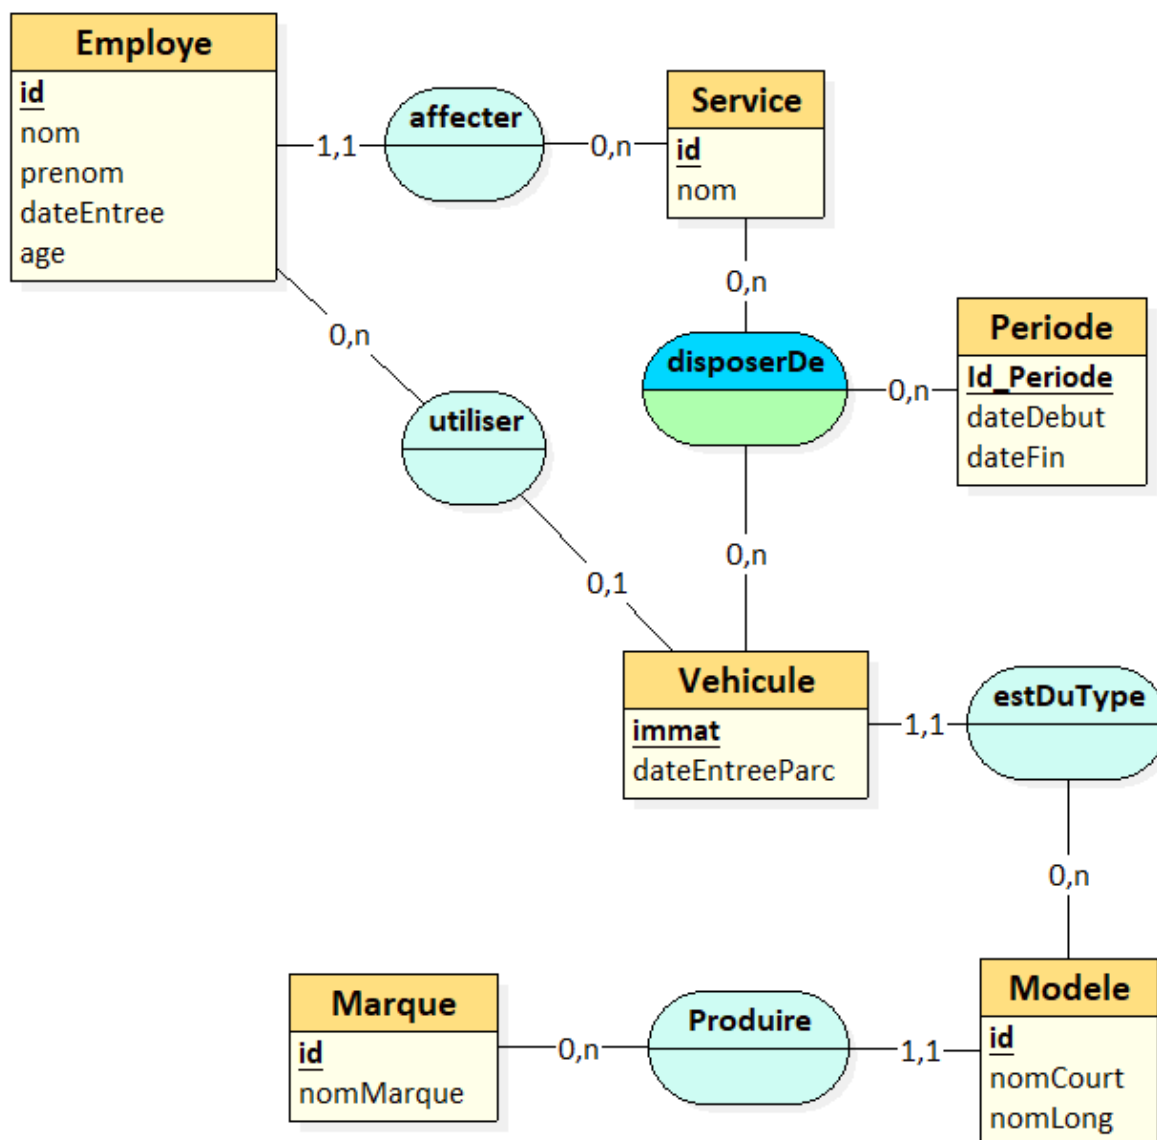 Employe
id
nom
prenom
dateEntree
age
1,1
affecter
0,n
Service
id
nom
0,n
0,n
disposerDe
0,n
Periode
Id_Periode
dateDebut
dateFin
utiliser
0,n
0,1
Vehicule
immat
dateEntreeParc
1,1
estDuType
0,n
Marque
id
nomMarque
0,n
Produire
1,1
Modele
id
nomCourt
nomLong